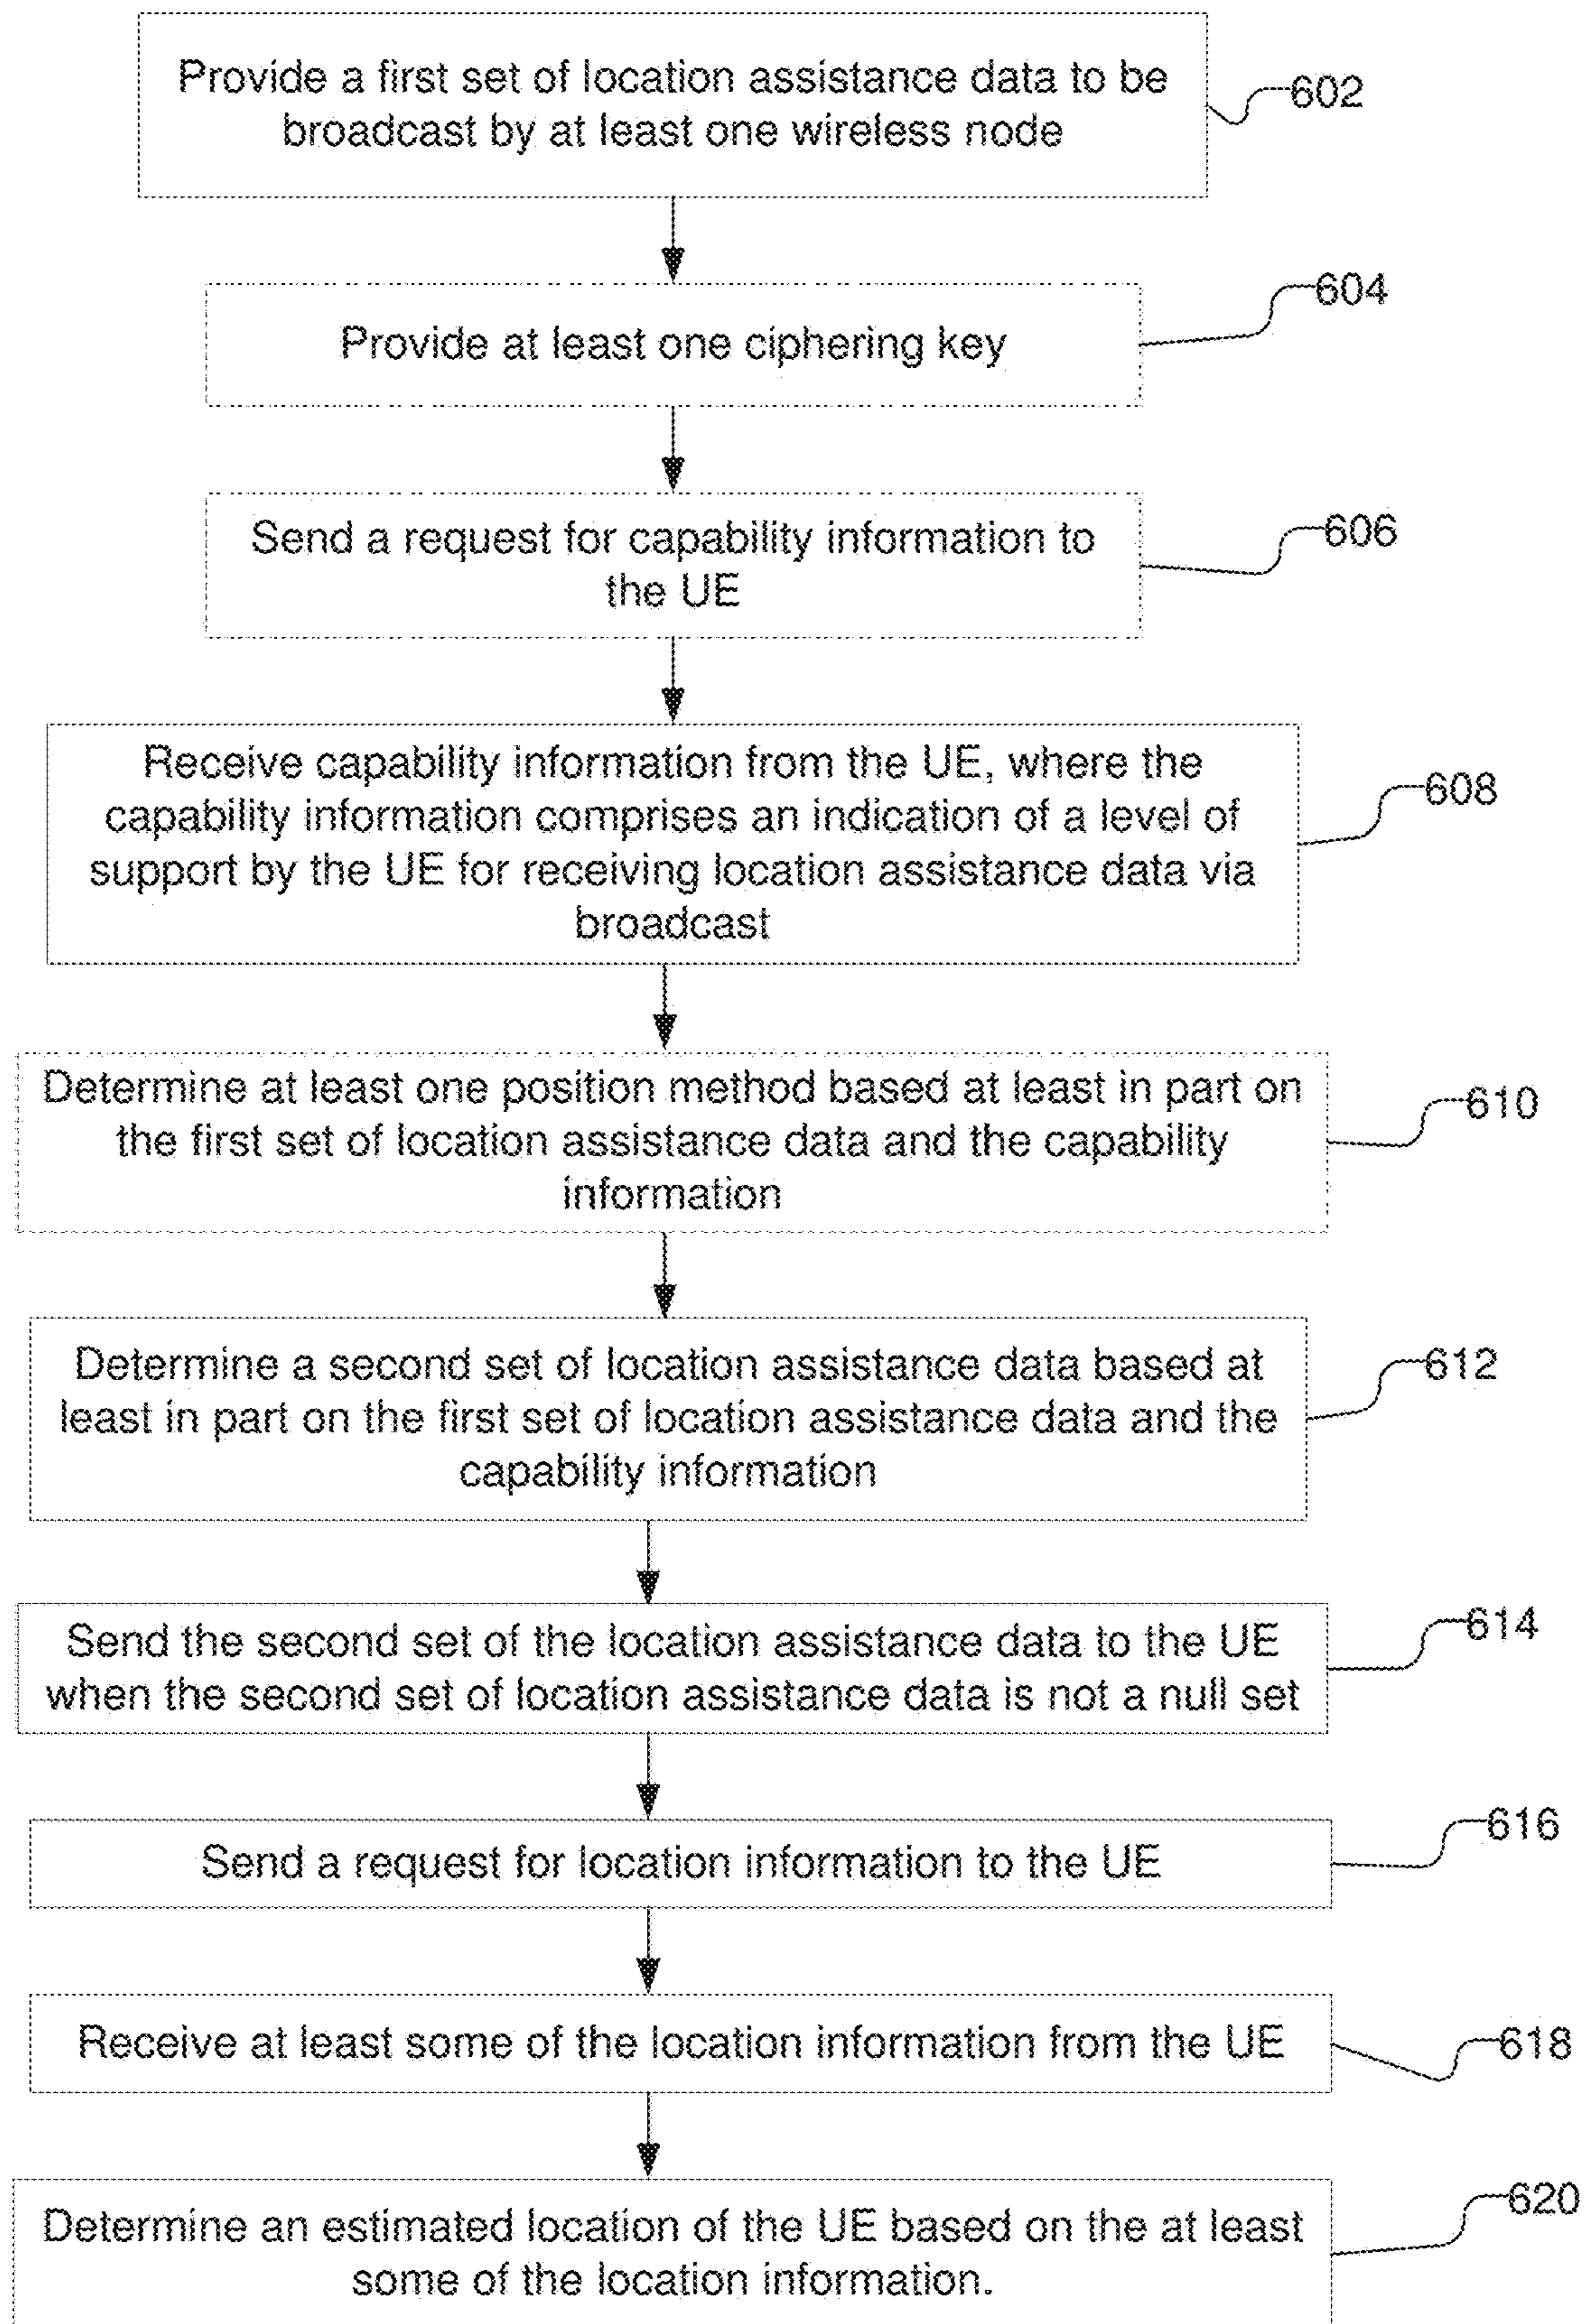 Provide a first set of location assistance data to be
broadcast by at least one wireless node
602
Provide at least one ciphering key
604
Send a request for capability information to
the UE
606
Receive capability information from the UE, where the
capability information comprises an indication of a level of
support by the UE for receiving location assistance data via
broadcast
608
Determine at least one position method based at least in part on
the first set of location assistance data and the capability
information
610
Determine a second set of location assistance data based at
least in part on the first set of location assistance data and the
capability information
612
Send the second set of the location assistance data to the UE
when the second set of location assistance data is not a null set
614
Send a request for location information to the UE
616
Receive at least some of the location information from the UE
618
Determine an estimated location of the UE based on the at least
some of the location information.
620